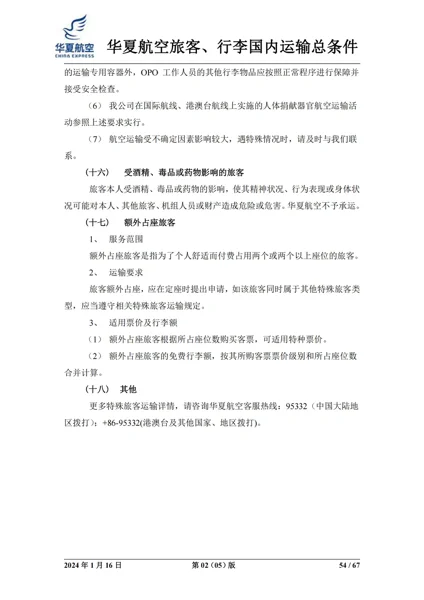 华夏航空
CHINA EXPRESS
华夏航空旅客、行李国内运输总条件
的运输专用容器外，OPO 工作人员的其他行李物品应按照正常程序进行保障并
接受安全检查。
（6） 我公司在国际航线、港澳台航线上实施的人体捐献器官航空运输活
动参照上述要求实行。
（7） 航空运输受不确定因素影响较大，遇特殊情况时，请及时与我们联
系。
(十六) 受酒精、毒品或药物影响的旅客
旅客本人受酒精、毒品或药物的影响，使其精神状况、行为表现或身体状
况可能对本人、其他旅客、机组人员或财产造成危险或危害。华夏航空不予承运。
(十七) 额外占座旅客
1、 服务范围
额外占座旅客是指为了个人舒适而付费占用两个或两个以上座位的旅客。
2、 运输要求
旅客额外占座，应在定座时提出申请，如该旅客同时属于其他特殊旅客类
型，应当遵守相关特殊旅客运输规定。
3、 适用票价及行李额
（1） 额外占座旅客根据所占座位数购买客票，可适用特种票价。
（2） 额外占座旅客的免费行李额，按其所购客票票价级别和所占座位数
合并计算。
(十八) 其他
更多特殊旅客运输详情，请咨询华夏航空客服热线：95332（中国大陆地
区拨打）；+86-95332(港澳台及其他国家、地区拨打)。
2024 年 1 月 16 日 第 02（05）版 54 / 67